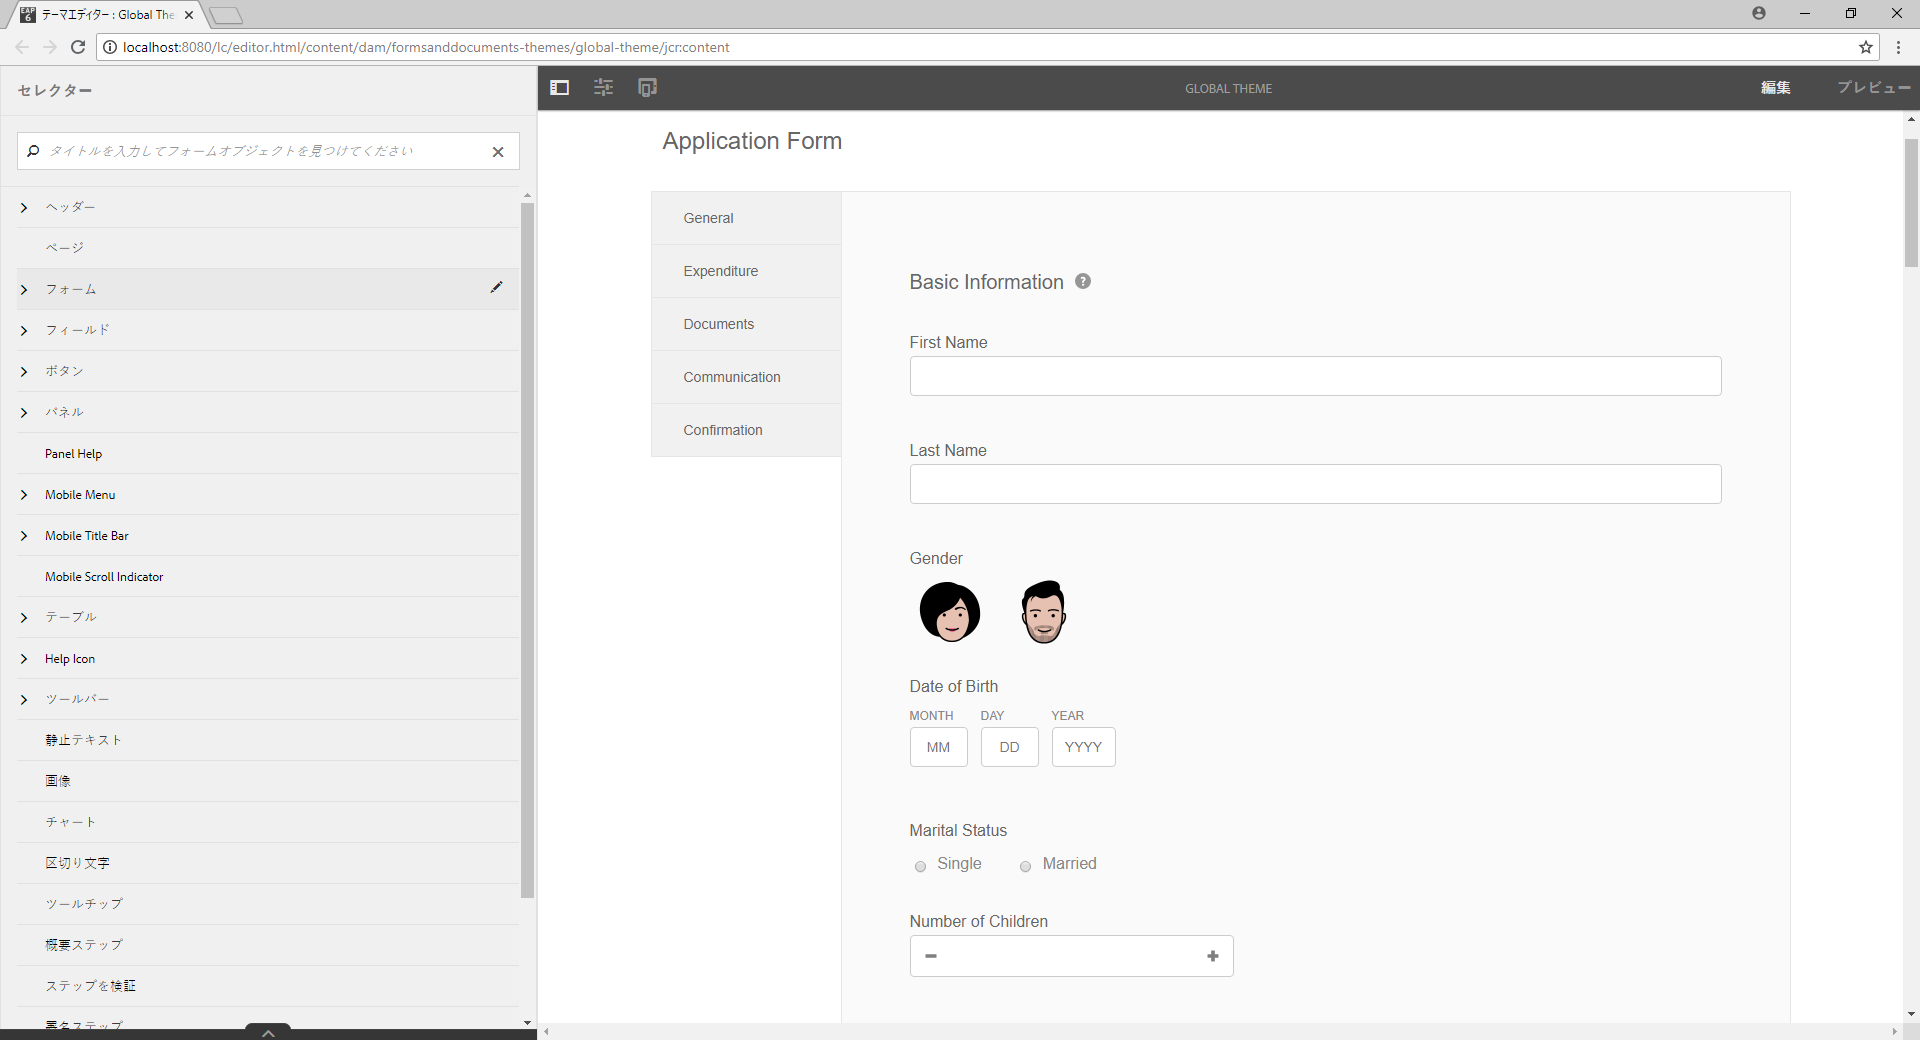 テーマエディター : Global The
localhost:8080/lc/editor.html/content/dam/formsanddocuments-themes/global-theme/jcr:content
セレクター
GLOBAL THEME
編集
プレビュー
タイトルを入力してフォームオブジェクトを見つけてください
ヘッダー
ページ
フォーム
フィールド
ボタン
パネル
Panel Help
Mobile Menu
Mobile Title Bar
Mobile Scroll Indicator
テーブル
Help Icon
ツールバー
静止テキスト
画像
チャート
区切り文字
ツールチップ
概要ステップ
ステップを検証
署名ステップ
Application Form
General
Expenditure
Documents
Communication
Confirmation
Basic Information ?
First Name
Last Name
Gender
Date of Birth
MONTH DAY YEAR
MM DD YYYY
Marital Status
Single Married
Number of Children